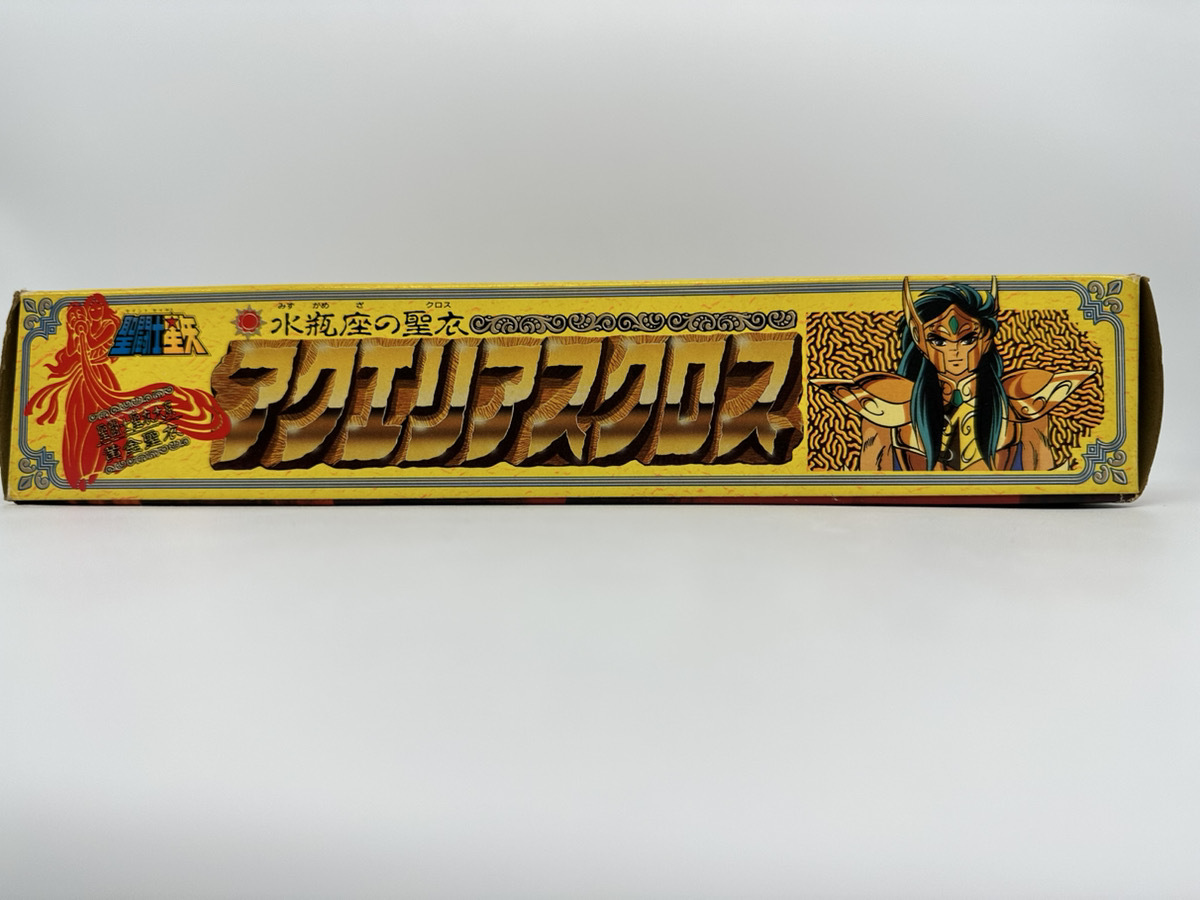 聖闘士星矢
みずがめざ クロス
水瓶座の聖衣
アクエリアスクロス
黄金聖衣